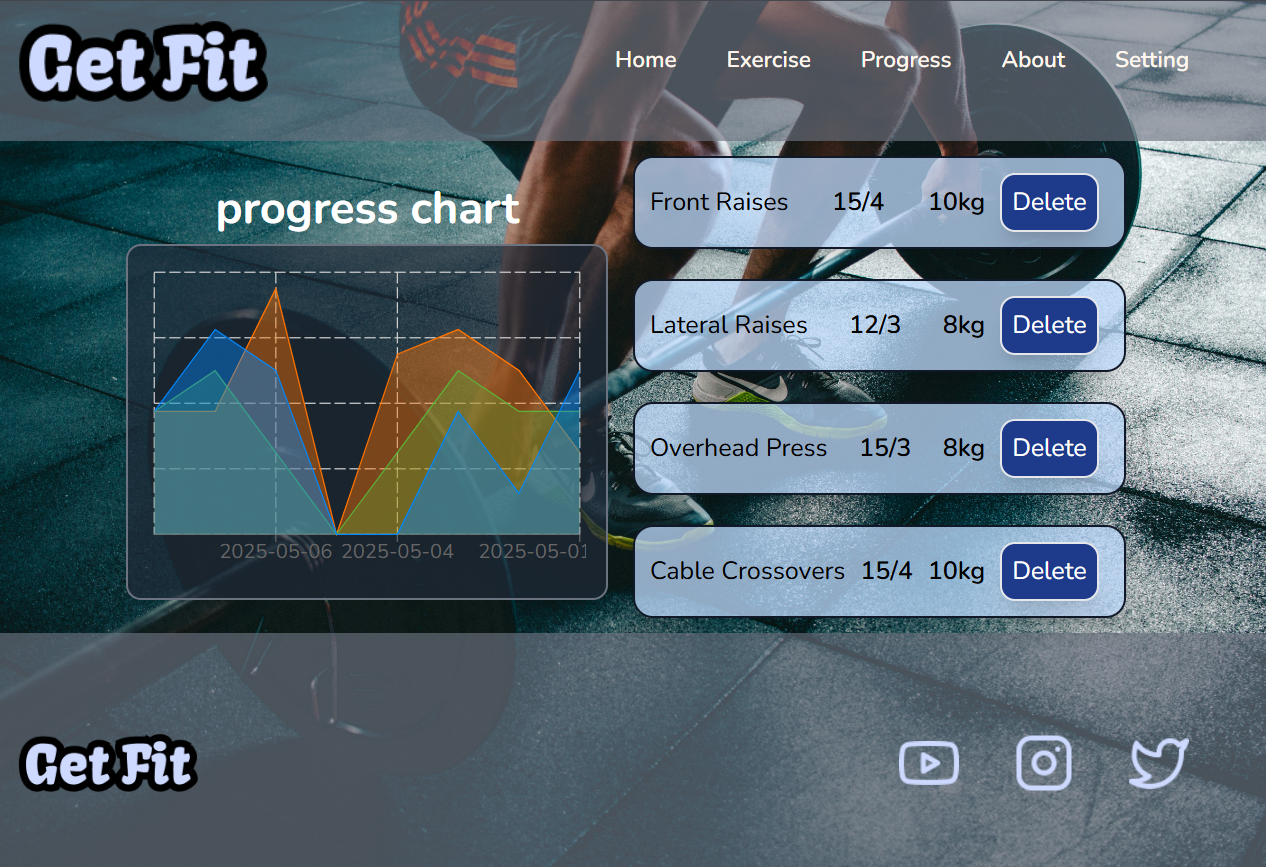 Get Fit
Home Exercise Progress About Setting
progress chart
2025-05-06 2025-05-04 2025-05-01
Front Raises 15/4 10kg Delete
Lateral Raises 12/3 8kg Delete
Overhead Press 15/3 8kg Delete
Cable Crossovers 15/4 10kg Delete
Get Fit